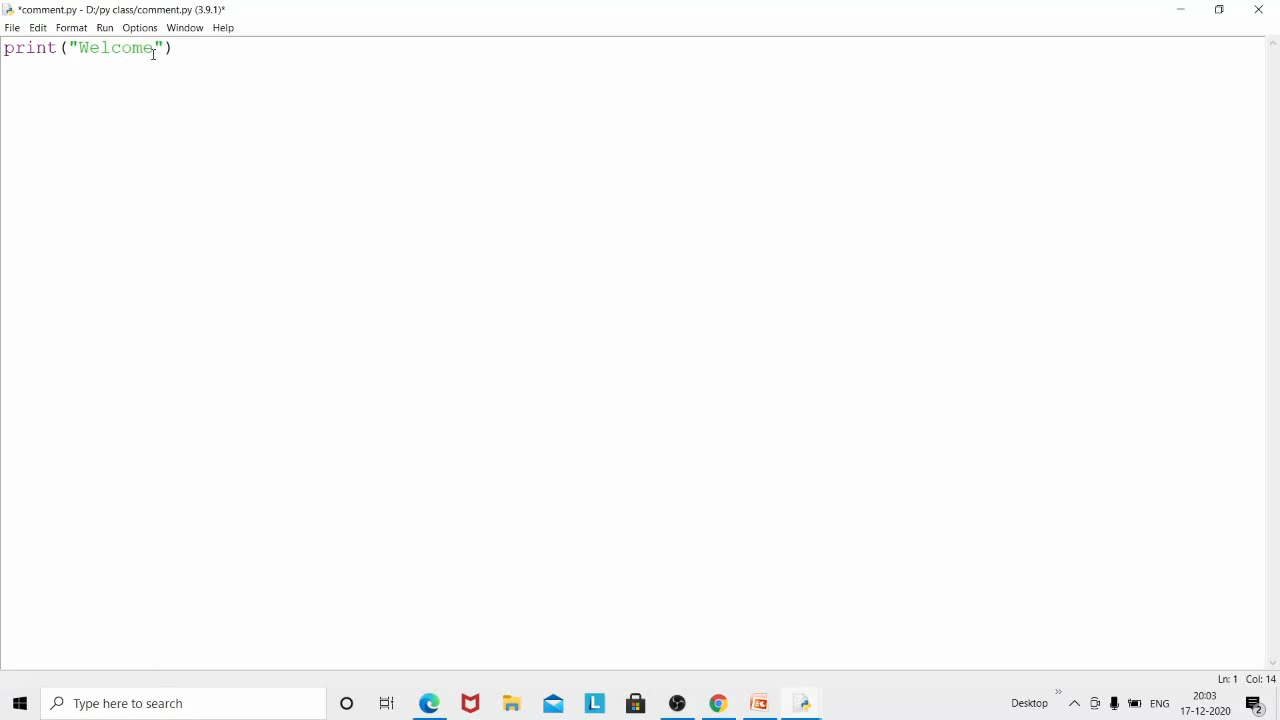 *comment.py - D:/py class/comment.py (3.9.1)*
File Edit Format Run Options Window Help
print("Welcome")
Ln: 1 Col: 14
Type here to search
L
Desktop
»
ENG
20:03
17-12-2020
2